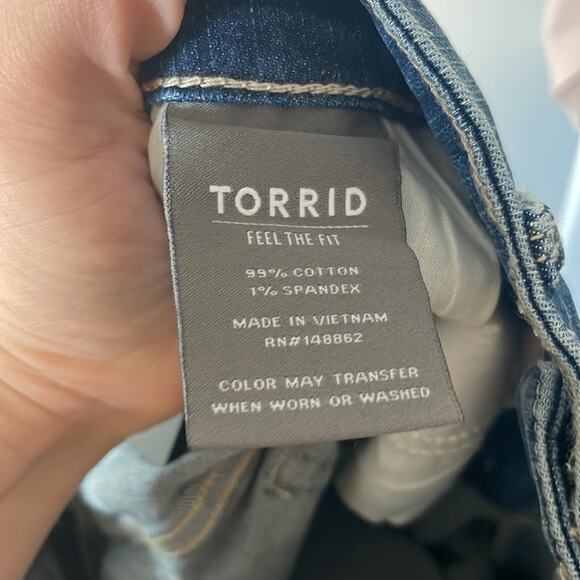 TORRID
FEEL THE FIT
99% COTTON
1% SPANDEX
MADE IN VIETNAM
RN#148862
COLOR MAY TRANSFER
WHEN WORN OR WASHED